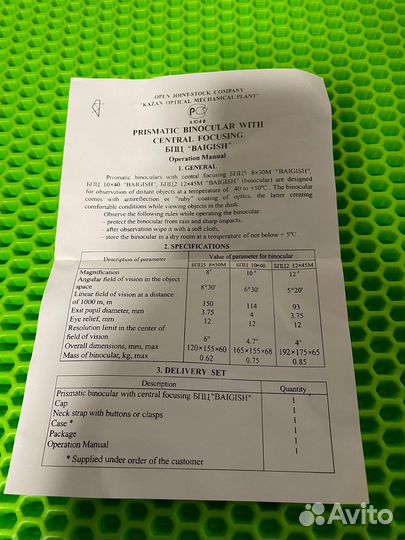 OPEN JOINT-STOCK COMPANY
"KAZAN OPTICAL MECHANICAL PLANT"
PC
АЮ40
PRISMATIC BINOCULAR WITH
CENTRAL FOCUSING
БПЦ "BAIGISH"
Operation Manual
1. GENERAL
Prismatic binoculars with central focusing БПЦ5 8×30M "BAIGISH",
БПЦ 10×40 "BAIGISH", БПЦ2 12×45M "BAIGISH" (binocular) are designed
for observation of distant objects at a temperature of -40 to +50°C. The binocular
comes with antireflection or "ruby" coating of optics, the latter creating
comfortable conditions while viewing objects in the dusk.
Observe the following rules while operating the binocular:
– protect the binocular from rain and sharp impacts,
– after observation wipe it with a soft cloth,
– store the binocular in a dry room at a temperature of not below + 5°C
2. SPECIFICATIONS
Description of parameter Value of parameter for binocular
БПЦ5 8×30M БПЦ 10×40 БПЦ2 12×45M
Magnification 8* 10* 12*
Angular field of vision in the object
space 8°30' 6°30' 5°20'
Linear field of vision at a distance
of 1000 m, m 150 114 93
Exit pupil diameter, mm 3.75 4 3.75
Eye relief, mm 12 12 12
Resolution limit in the center of
field of vision 6" 4.7" 4"
Overall dimensions, mm, max 120×155×60 165×155×68 192×175×65
Mass of binocular, kg, max 0.62 0.75 0.85
3. DELIVERY SET
Description Quantity
Prismatic binocular with central focusing БПЦ "BAIGISH" 1
Cap 1
Neck strap with buttons or clasps 1
Case * 1
Package 1
Operation Manual 1
* Supplied under order of the customer
Avito